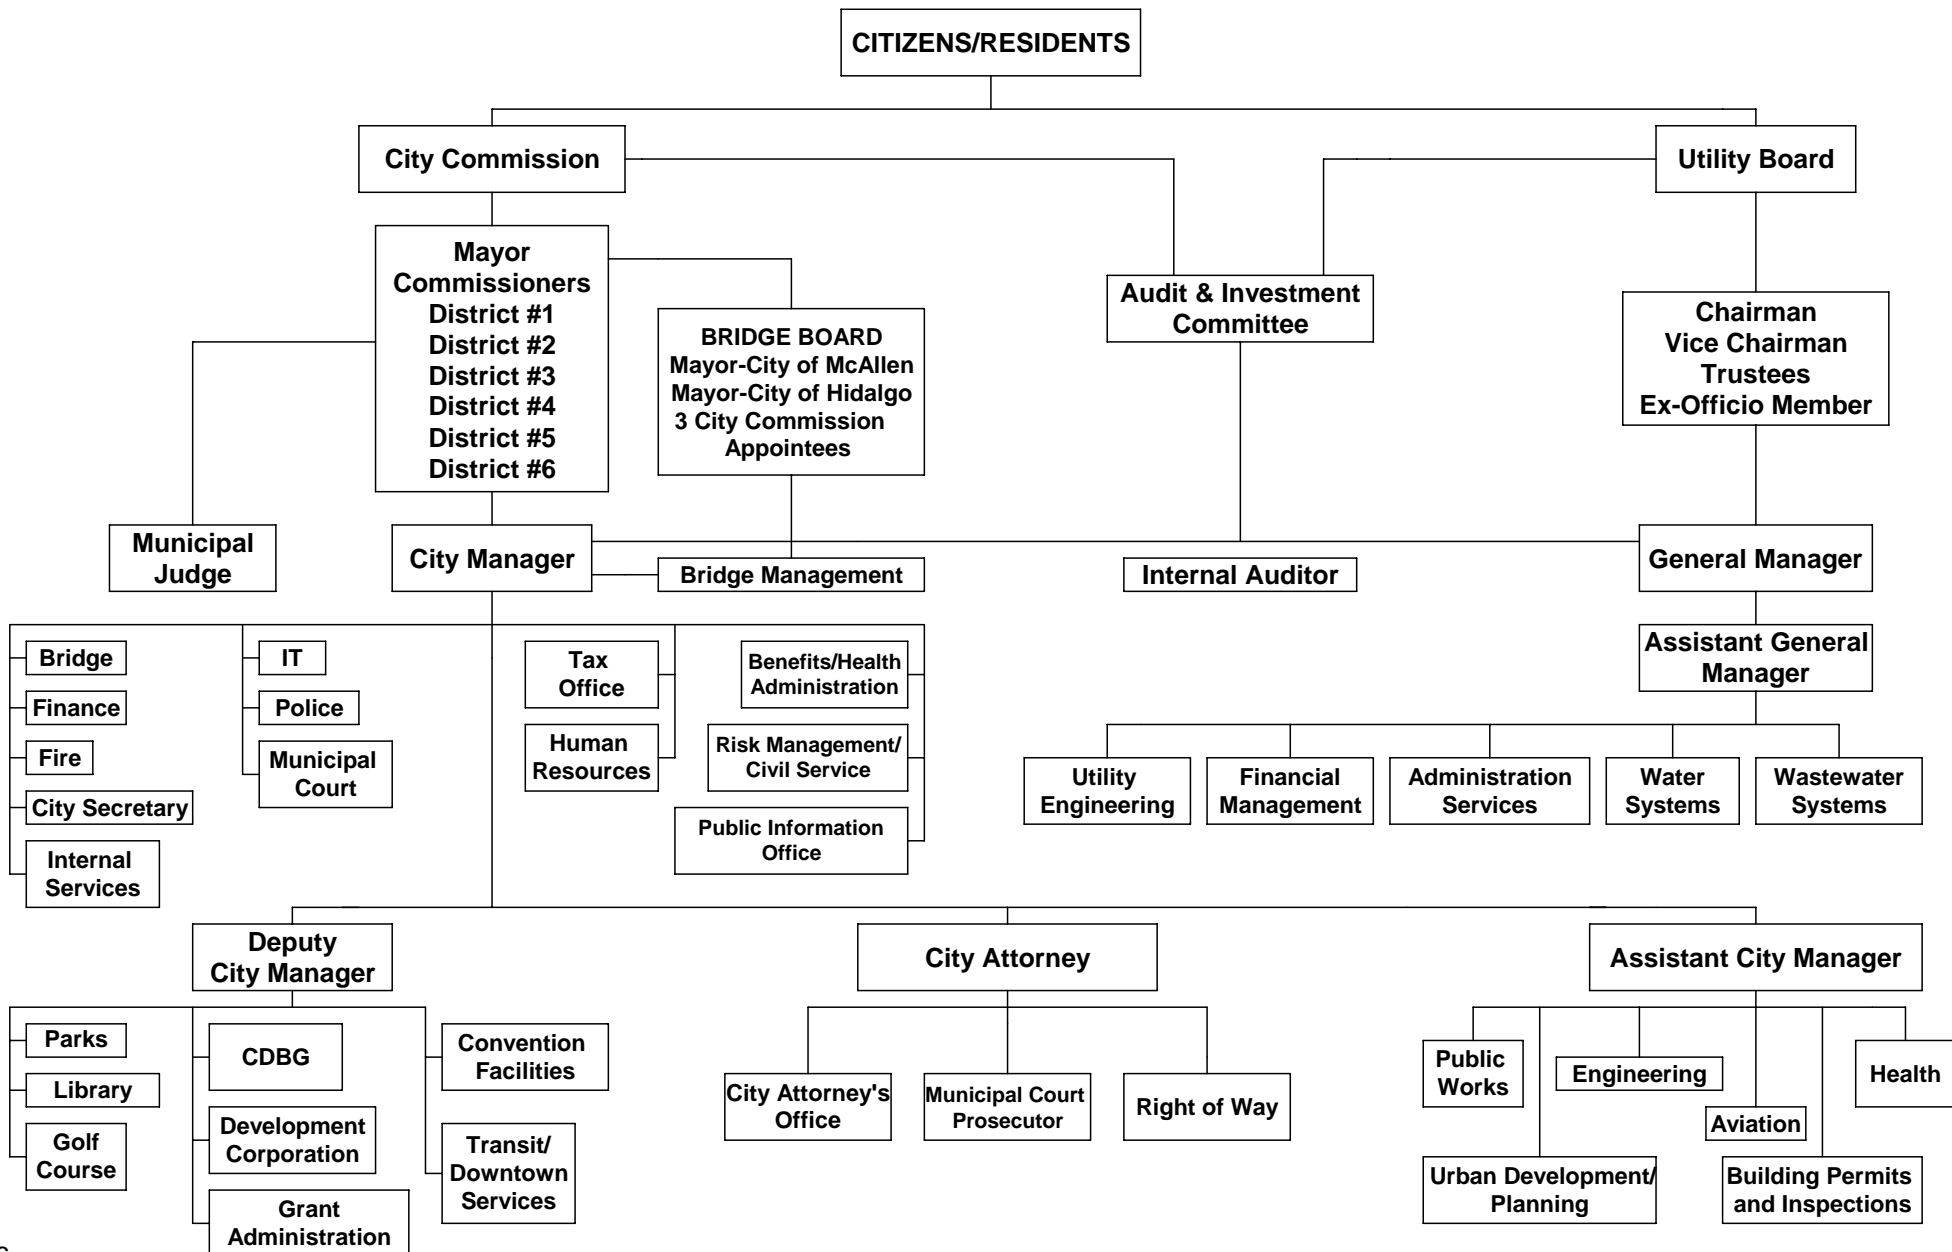 CITIZENS/RESIDENTS
City Commission
Utility Board
Mayor
Commissioners
District #1
District #2
District #3
District #4
District #5
District #6
BRIDGE BOARD
Mayor-City of McAllen
Mayor-City of Hidalgo
3 City Commission
Appointees
Audit & Investment
Committee
Chairman
Vice Chairman
Trustees
Ex-Officio Member
Municipal
Judge
City Manager
Bridge Management
Internal Auditor
General Manager
Assistant General
Manager
Bridge
Finance
Fire
City Secretary
Internal
Services
IT
Police
Municipal
Court
Tax
Office
Human
Resources
Benefits/Health
Administration
Risk Management/
Civil Service
Public Information
Office
Utility
Engineering
Financial
Management
Administration
Services
Water
Systems
Wastewater
Systems
Deputy
City Manager
City Attorney
Assistant City Manager
Parks
Library
Golf
Course
CDBG
Development
Corporation
Grant
Administration
Convention
Facilities
Transit/
Downtown
Services
City Attorney's
Office
Municipal Court
Prosecutor
Right of Way
Public
Works
Engineering
Health
Aviation
Urban Development/
Planning
Building Permits
and Inspections